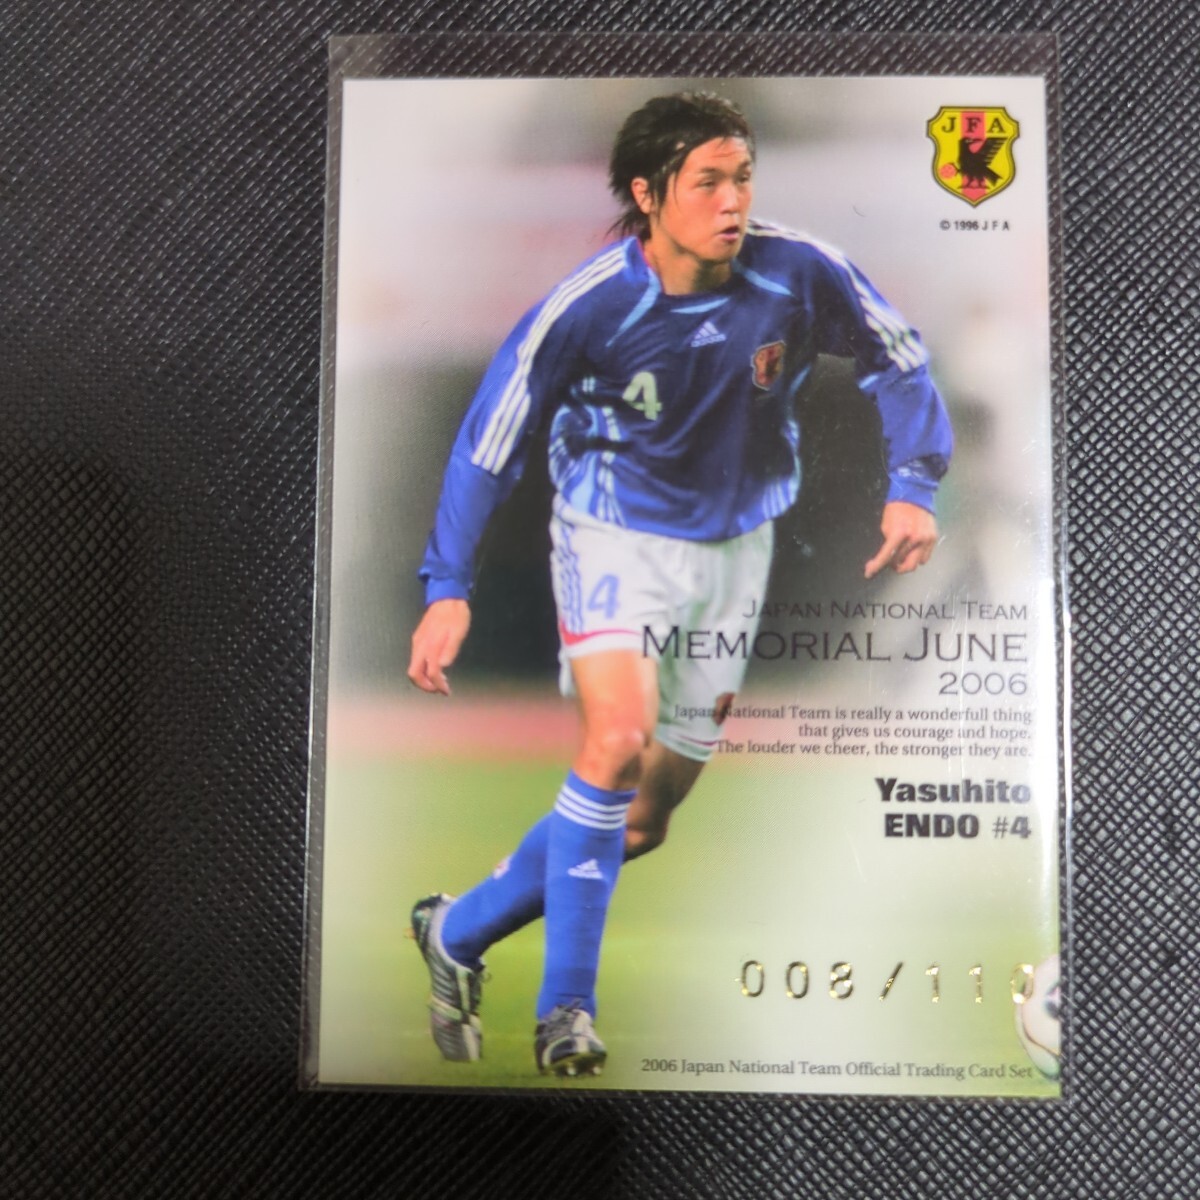 J F A
© 1996 J F A
adidas
4
4
JAPAN NATIONAL TEAM
MEMORIAL JUNE
2006
Japan National Team is really a wonderfull thing
that gives us courage and hope.
The louder we cheer, the stronger they are.
Yasuhito
ENDO #4
adidas
008/110
2006 Japan National Team Official Trading Card Set